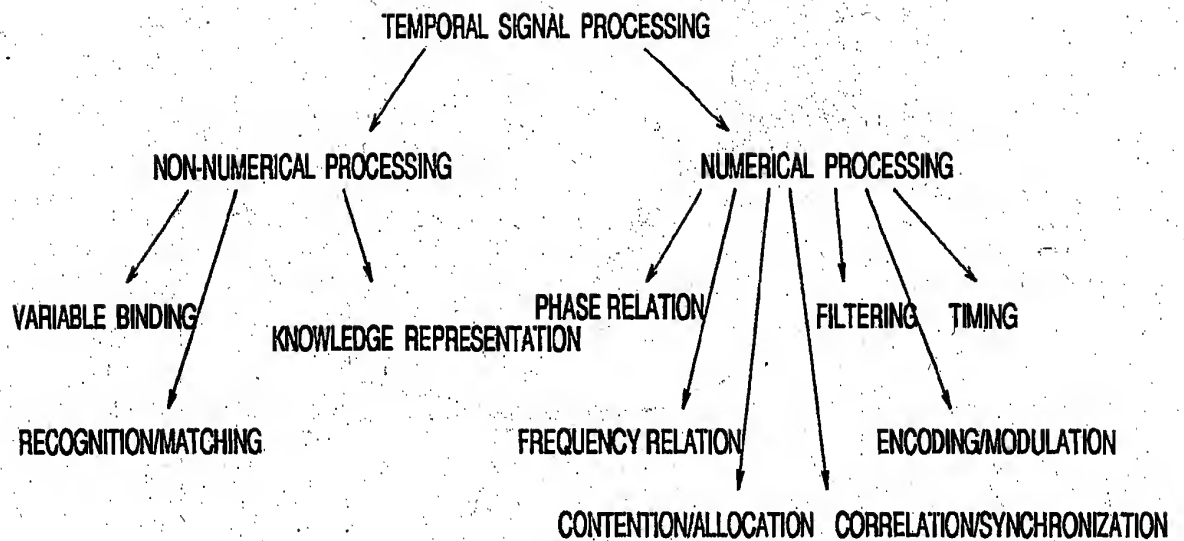 TEMPORAL SIGNAL PROCESSING
NON-NUMERICAL PROCESSING
NUMERICAL PROCESSING
VARIABLE BINDING
KNOWLEDGE REPRESENTATION
PHASE RELATION
FILTERING
TIMING
RECOGNITION/MATCHING
FREQUENCY RELATION
ENCODING/MODULATION
CONTENTION/ALLOCATION
CORRELATION/SYNCHRONIZATION